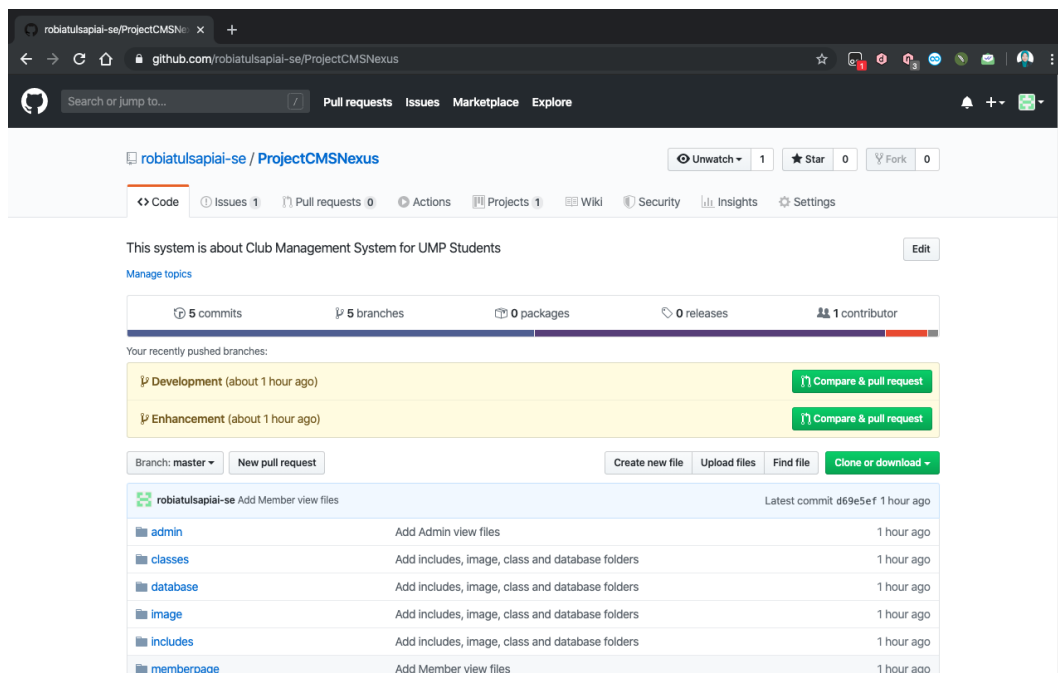 robiatulsapiai-se/ProjectCMSNe
github.com/robiatulsapiai-se/ProjectCMSNexus
1
3
Search or jump to...
/
Pull requests Issues Marketplace Explore
robiatulsapiai-se / ProjectCMSNexus
Unwatch 1 Star 0 Fork 0
Code Issues 1 Pull requests 0 Actions Projects 1 Wiki Security Insights Settings
This system is about Club Management System for UMP Students
Edit
Manage topics
5 commits 5 branches 0 packages 0 releases 1 contributor
Your recently pushed branches:
Development (about 1 hour ago) Compare & pull request
Enhancement (about 1 hour ago) Compare & pull request
Branch: master New pull request Create new file Upload files Find file Clone or download
robiatulsapiai-se Add Member view files Latest commit d69e5ef 1 hour ago
admin Add Admin view files 1 hour ago
classes Add includes, image, class and database folders 1 hour ago
database Add includes, image, class and database folders 1 hour ago
image Add includes, image, class and database folders 1 hour ago
includes Add includes, image, class and database folders 1 hour ago
memberpage Add Member view files 1 hour ago